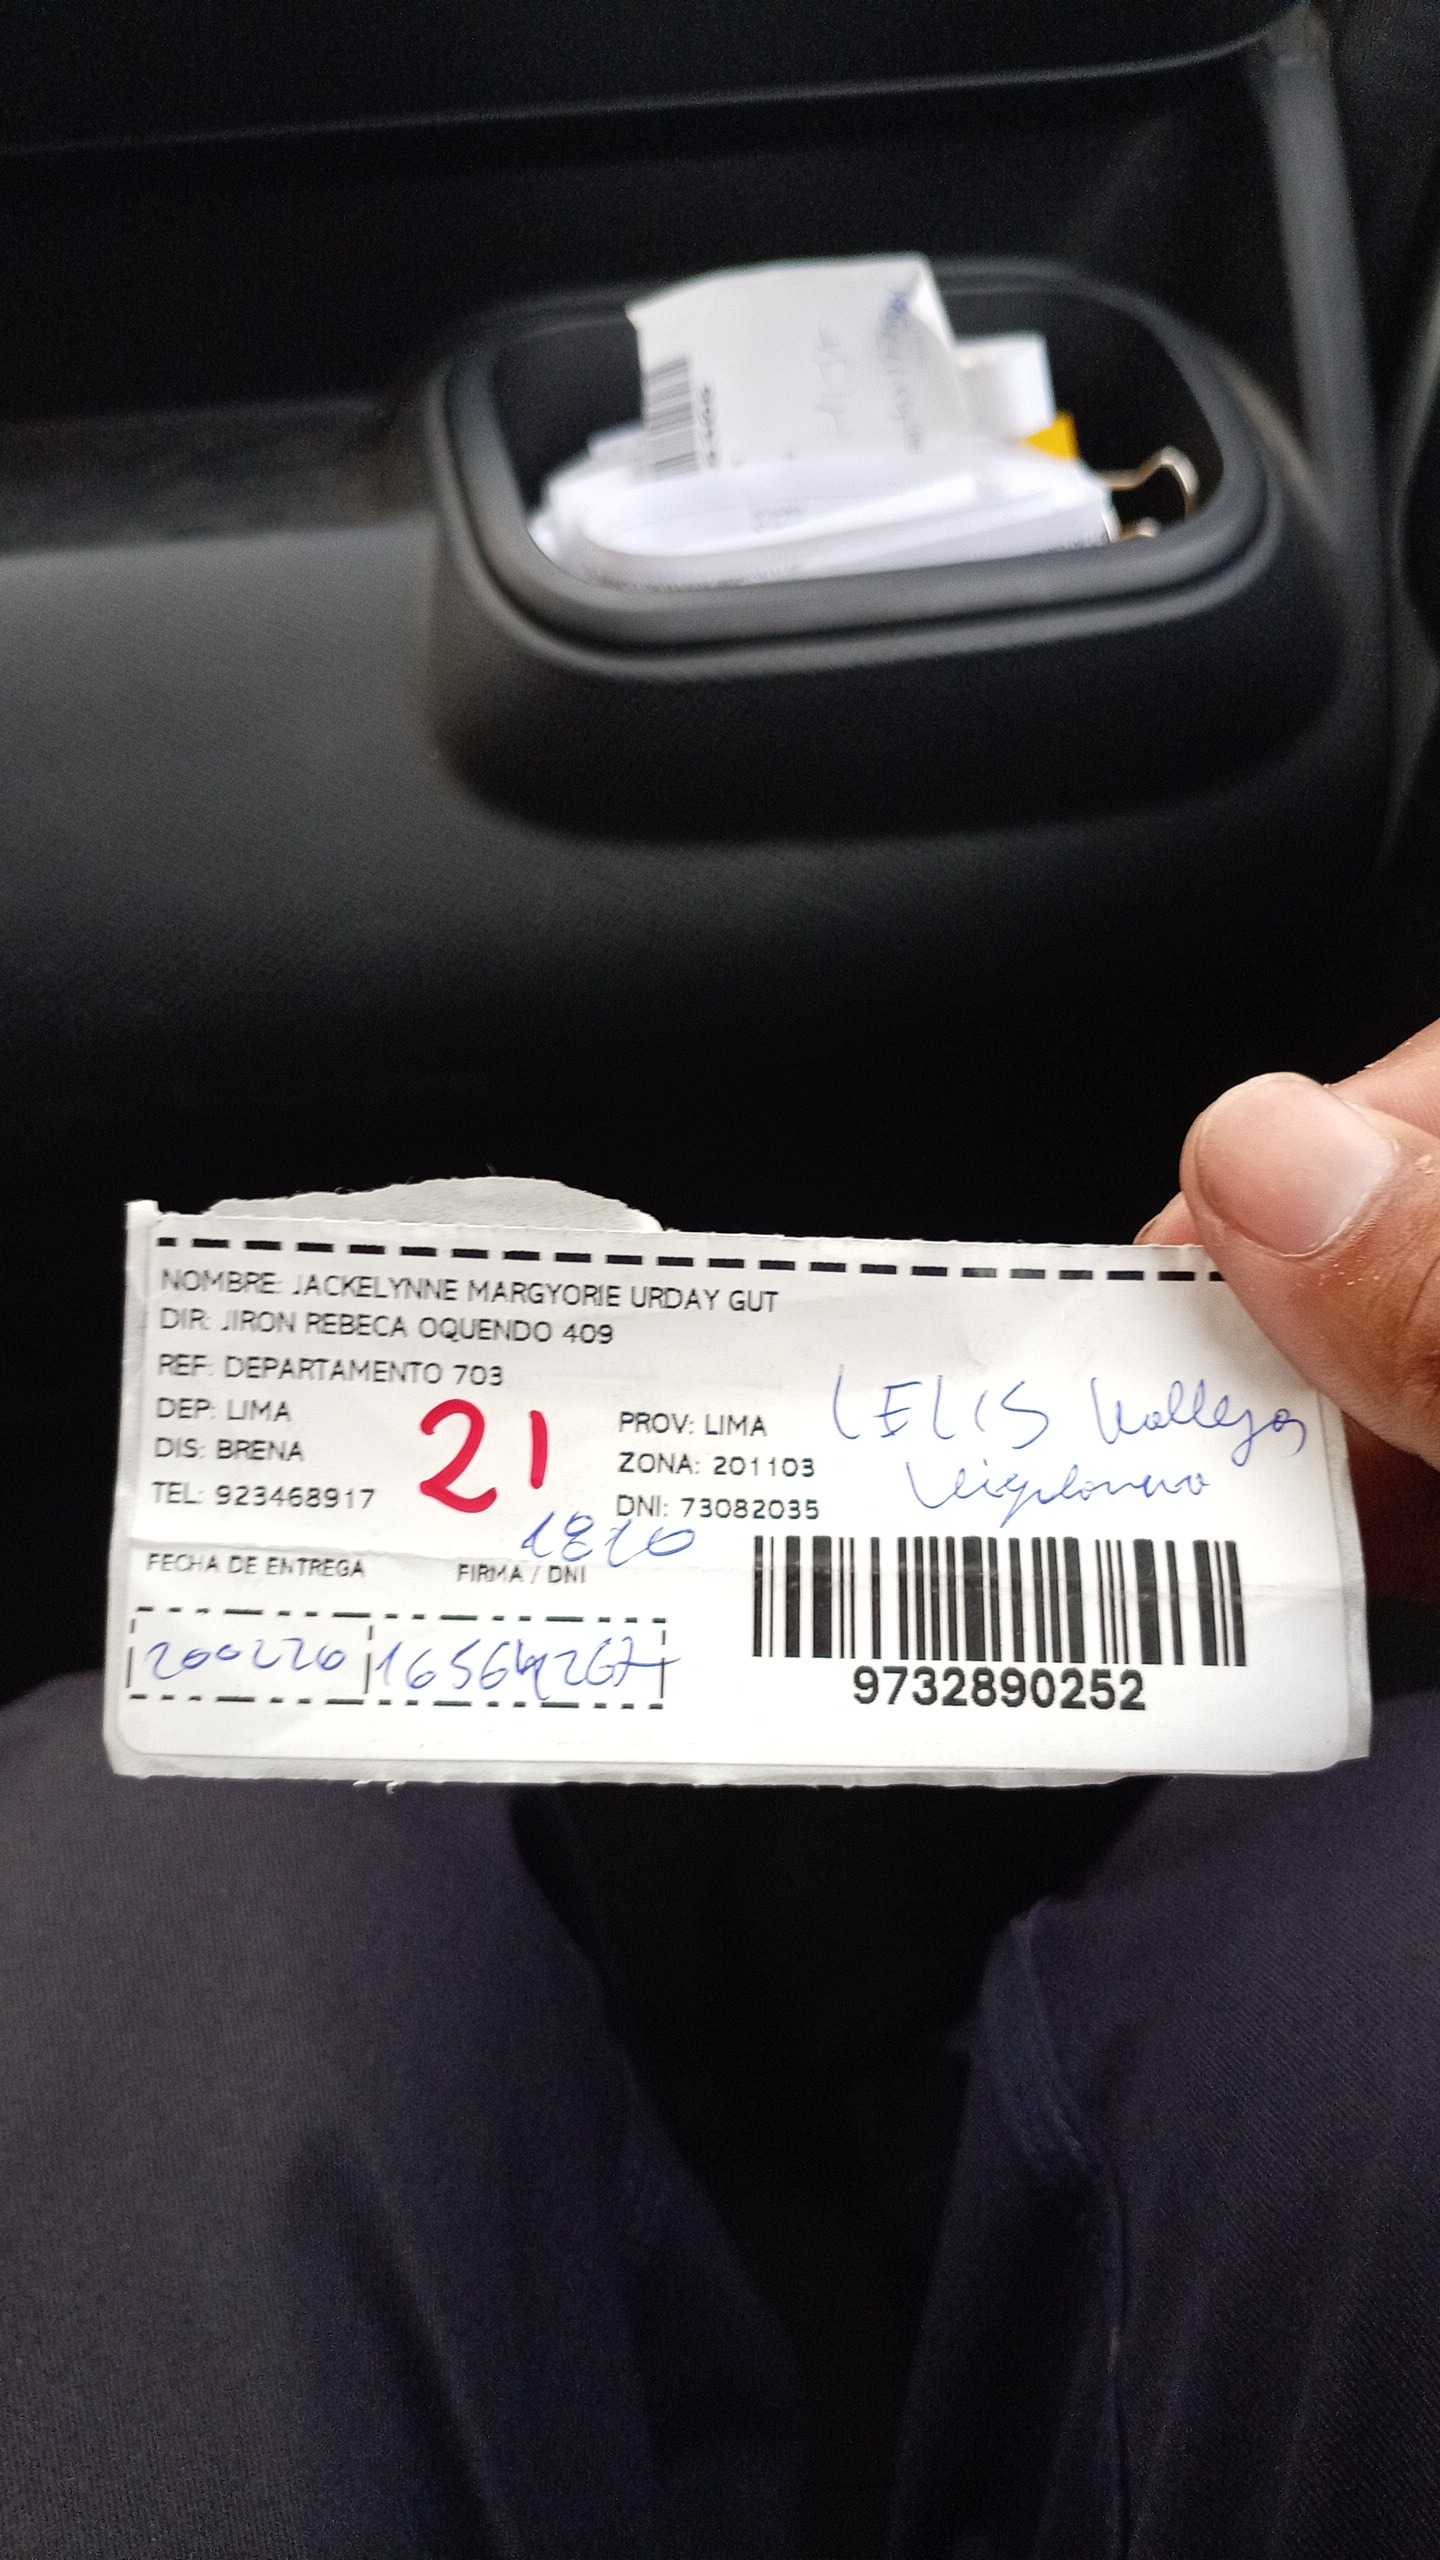 NOMBRE: JACKELYNNE MARGYORIE URDAY GUT
DIR: JIRON REBECA OQUENDO 409
REF: DEPARTAMENTO 703
DEP: LIMA
PROV: LIMA
DIS: BRENA
ZONA: 201103
TEL: 923468917
DNI: 73082035
21
LELIS Vallejos
FECHA DE ENTREGA
FIRMA / DNI
200226
9732890252